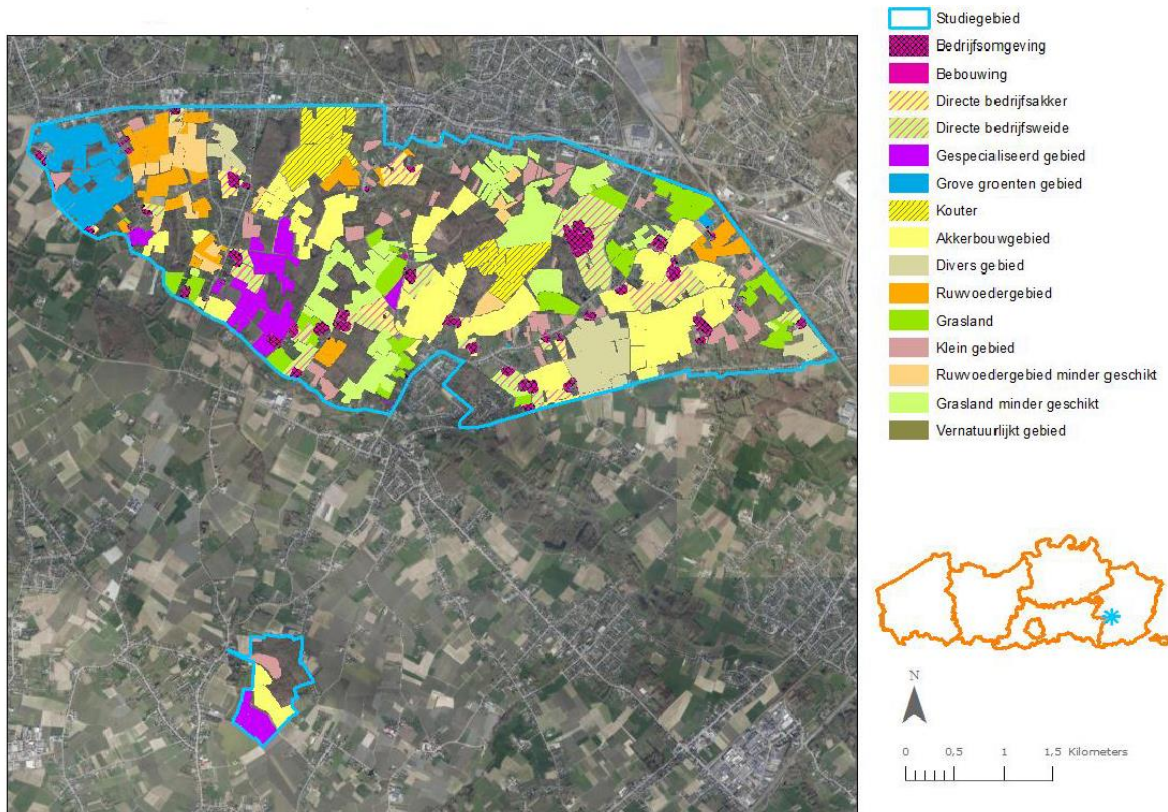 Studiegebied
Bedrijfsomgeving
Bebouwing
Directe bedrijfsakker
Directe bedrijfsweide
Gespecialiseerd gebied
Grove groenten gebied
Kouter
Akkerbouwgebied
Divers gebied
Ruwvoedergebied
Grasland
Klein gebied
Ruwvoedergebied minder geschikt
Grasland minder geschikt
Vernatuurlijkt gebied
N
0 0,5 1 1,5 Kilometers